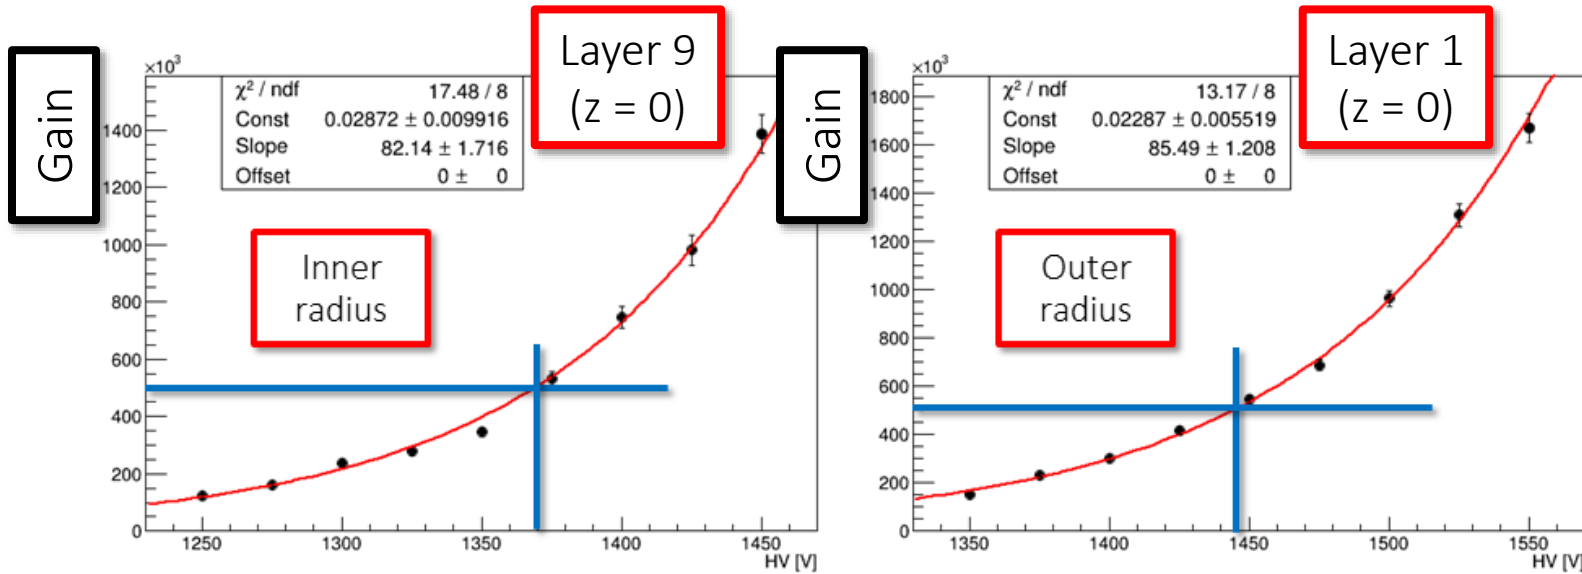 Gain
Layer 9
(z = 0)
×10³
χ² / ndf 17.48 / 8
Const 0.02872 ± 0.009916
Slope 82.14 ± 1.716
Offset 0 ± 0
Inner
radius
1400
1200
1000
800
600
400
200
0
1250 1300 1350 1400 1450
HV [V]
Gain
Layer 1
(z = 0)
×10³
χ² / ndf 13.17 / 8
Const 0.02287 ± 0.005519
Slope 85.49 ± 1.208
Offset 0 ± 0
Outer
radius
1800
1600
1400
1200
1000
800
600
400
200
0
1350 1400 1450 1500 1550
HV [V]